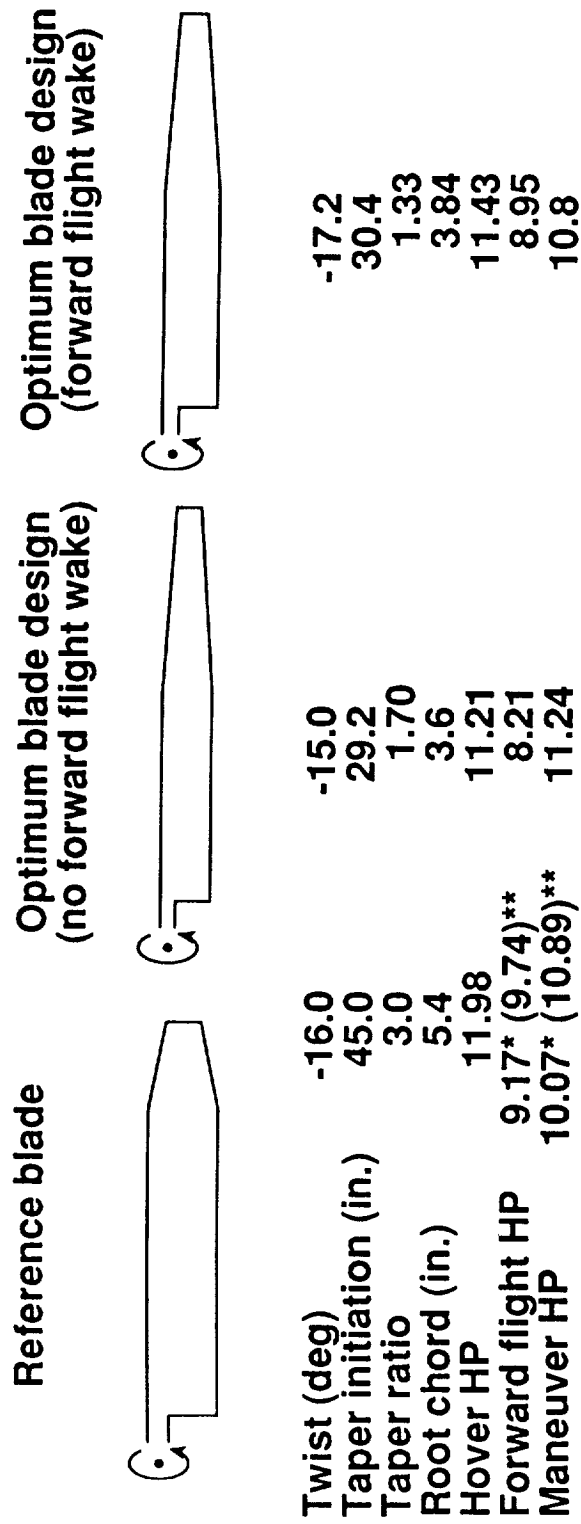 Reference blade
Optimum blade design
(no forward flight wake)
Optimum blade design
(forward flight wake)
Twist (deg) -16.0 -15.0 -17.2
Taper initiation (in.) 45.0 29.2 30.4
Taper ratio 3.0 1.70 1.33
Root chord (in.) 5.4 3.6 3.84
Hover HP 11.98 11.21 11.43
Forward flight HP 9.17* (9.74)** 8.21 8.95
Maneuver HP 10.07* (10.89)** 11.24 10.8